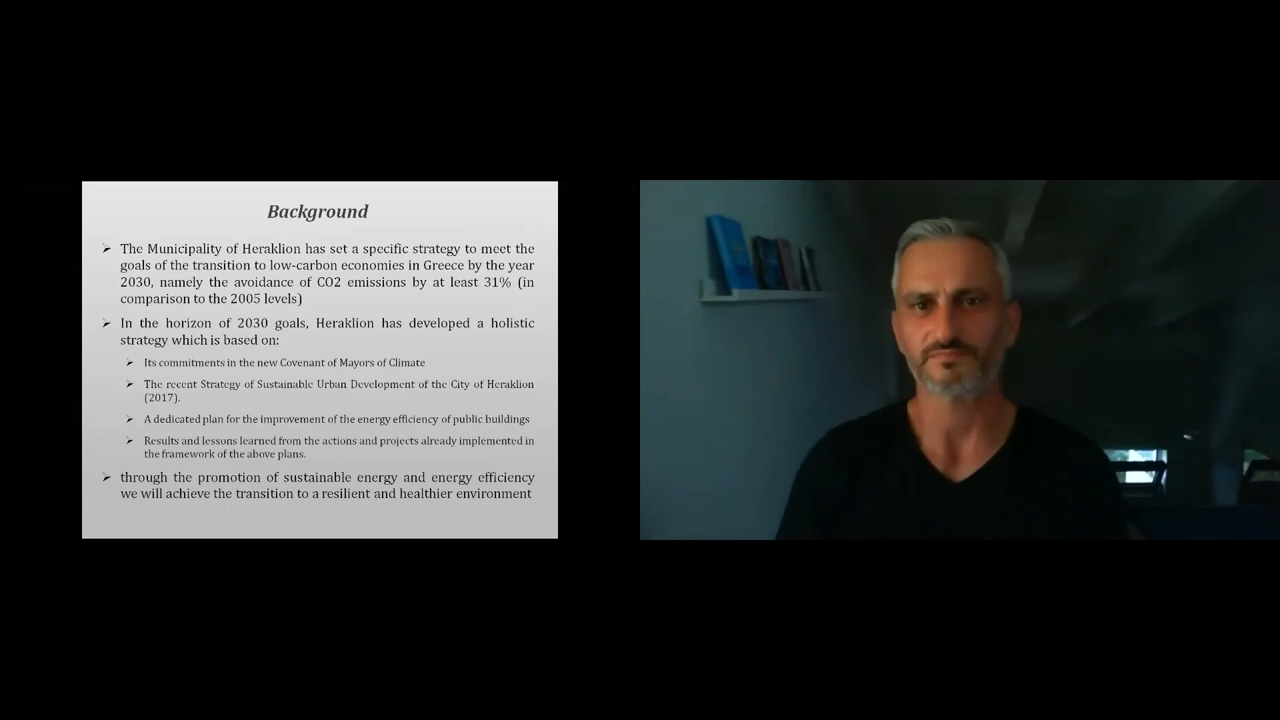 Background
➢ The Municipality of Heraklion has set a specific strategy to meet the
goals of the transition to low-carbon economies in Greece by the year
2030, namely the avoidance of CO2 emissions by at least 31% (in
comparison to the 2005 levels)
➢ In the horizon of 2030 goals, Heraklion has developed a holistic
strategy which is based on:
➢ Its commitments in the new Covenant of Mayors of Climate
➢ The recent Strategy of Sustainable Urban Development of the City of Heraklion
(2017).
➢ A dedicated plan for the improvement of the energy efficiency of public buildings
➢ Results and lessons learned from the actions and projects already implemented in
the framework of the above plans.
➢ through the promotion of sustainable energy and energy efficiency
we will achieve the transition to a resilient and healthier environment